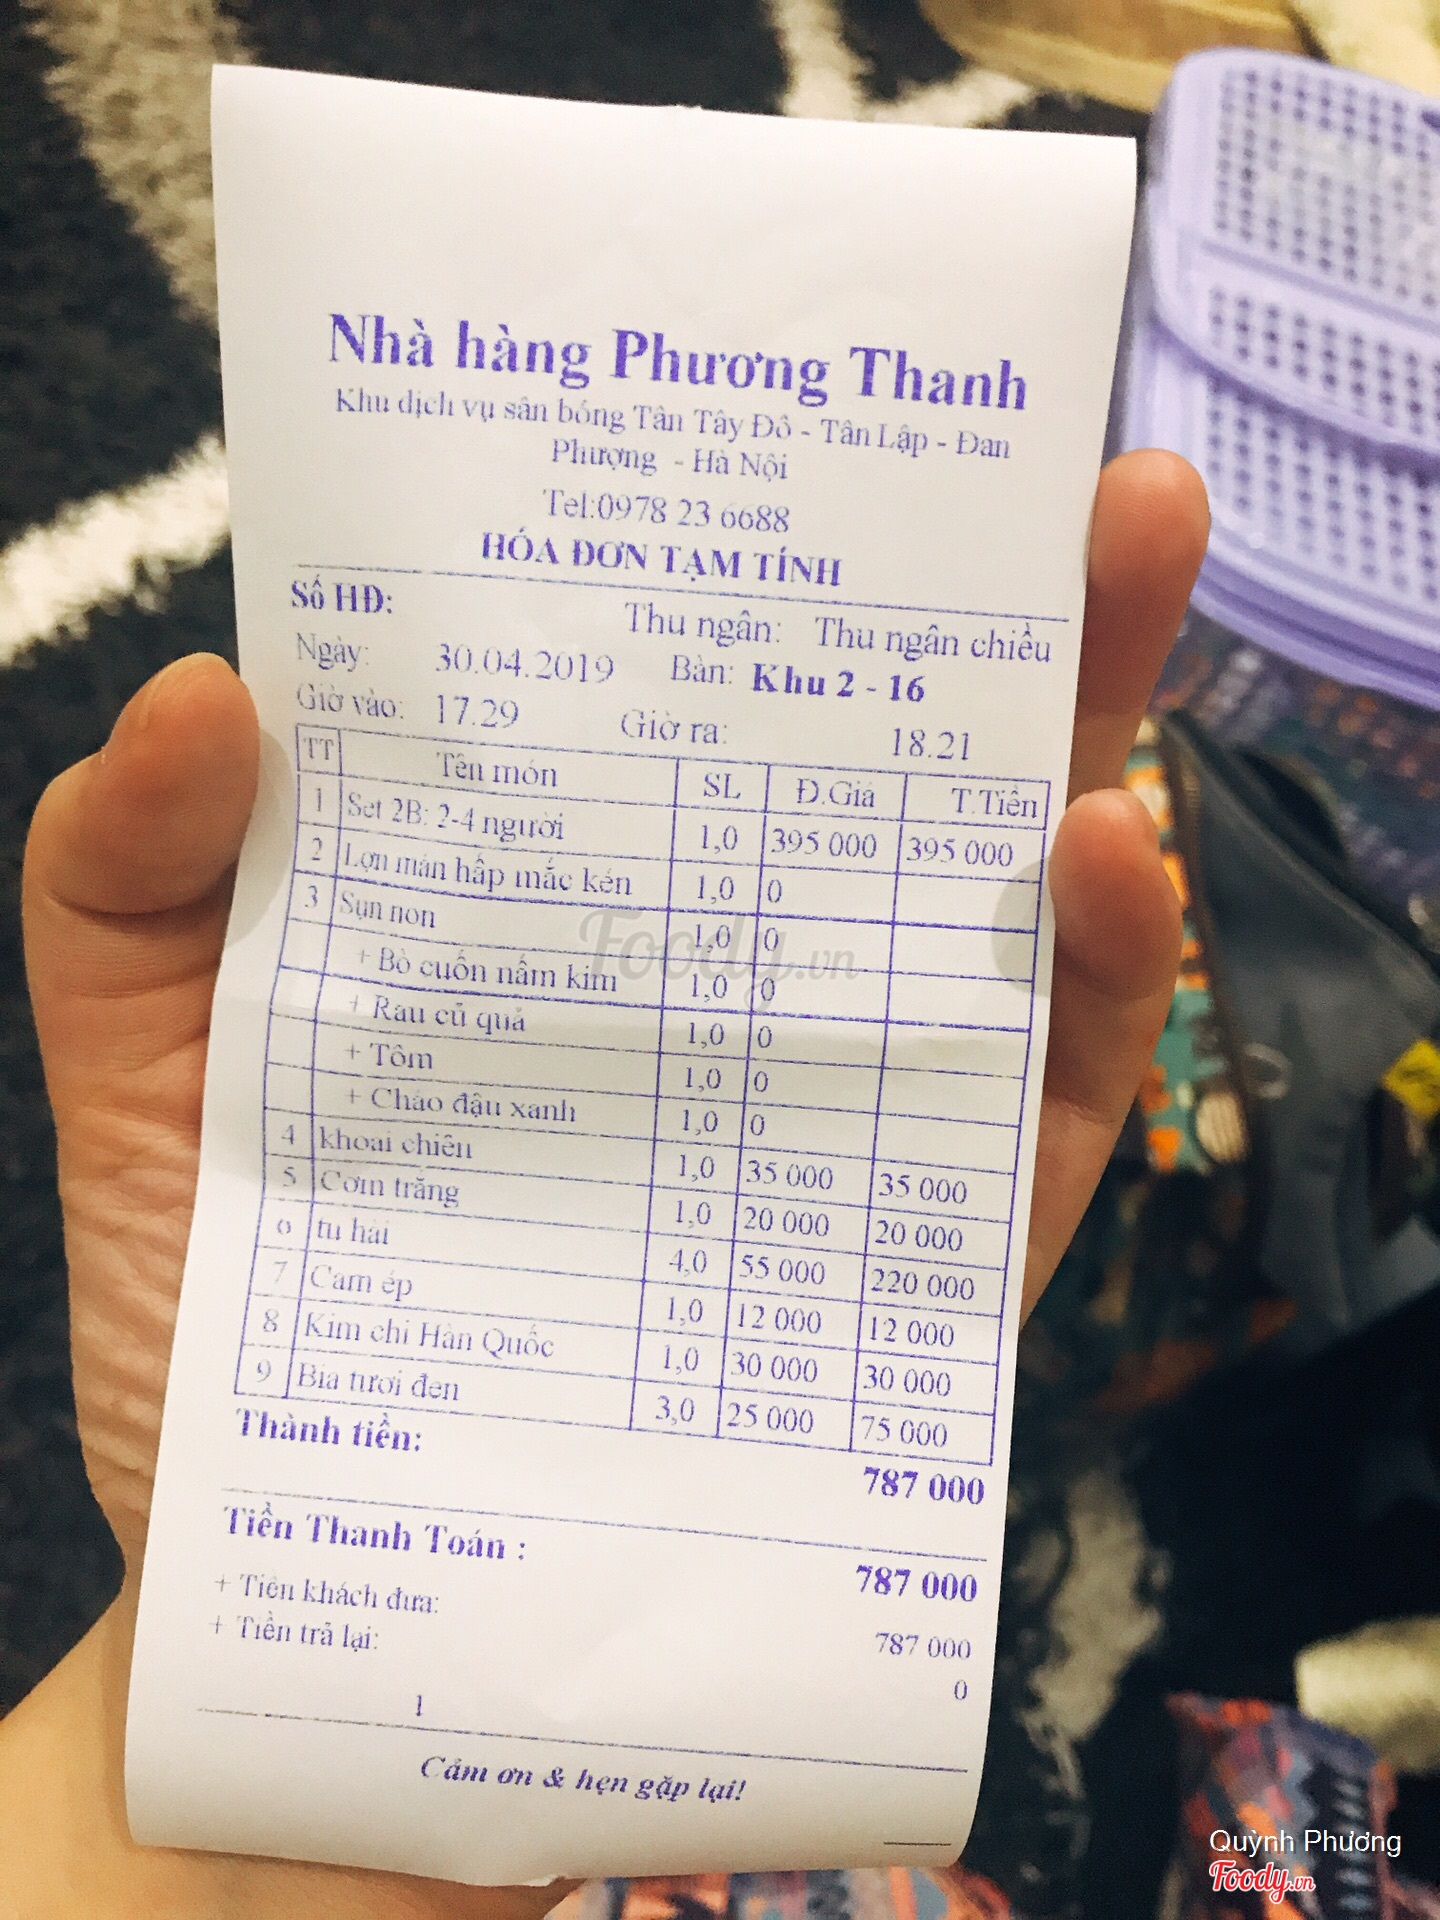 Nhà hàng Phương Thanh
Khu dịch vụ sân bóng Tân Tây Đô - Tân Lập - Đan
Phượng - Hà Nội
Tel:0978 23 6688
HÓA ĐƠN TẠM TÍNH
Số HĐ: Thu ngân: Thu ngân chiều
Ngày: 30.04.2019 Bàn: Khu 2 - 16
Giờ vào: 17.29 Giờ ra: 18.21
TT Tên món SL Đ.Giá T.Tiền
1 Set 2B: 2-4 người 1,0 395 000 395 000
2 Lợn mán hấp mắc kén 1,0 0
3 Sụn non 1,0 0
+ Bò cuốn nấm kim 1,0 0
+ Rau củ quả 1,0 0
+ Tôm 1,0 0
+ Cháo đậu xanh 1,0 0
4 khoai chiên 1,0 35 000 35 000
5 Cơm trắng 1,0 20 000 20 000
6 tu hài 4,0 55 000 220 000
7 Cam ép 1,0 12 000 12 000
8 Kim chi Hàn Quốc 1,0 30 000 30 000
9 Bia tươi đen 3,0 25 000 75 000
Thành tiền: 787 000
Tiền Thanh Toán : 787 000
+ Tiền khách đưa: 787 000
+ Tiền trả lại: 0
1
Cảm ơn & hẹn gặp lại!
Foody.vn
Quỳnh Phương
Foody.vn